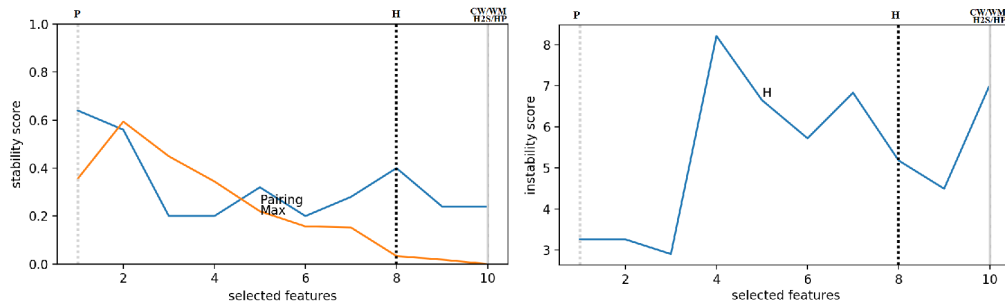 P
H
CW/WM
H2S/HP
1.0
0.8
0.6
0.4
0.2
0.0
stability score
Pairing
Max
2
4
6
8
10
selected features
P
H
CW/WM
H2S/HP
8
7
6
5
4
3
instability score
H
2
4
6
8
10
selected features